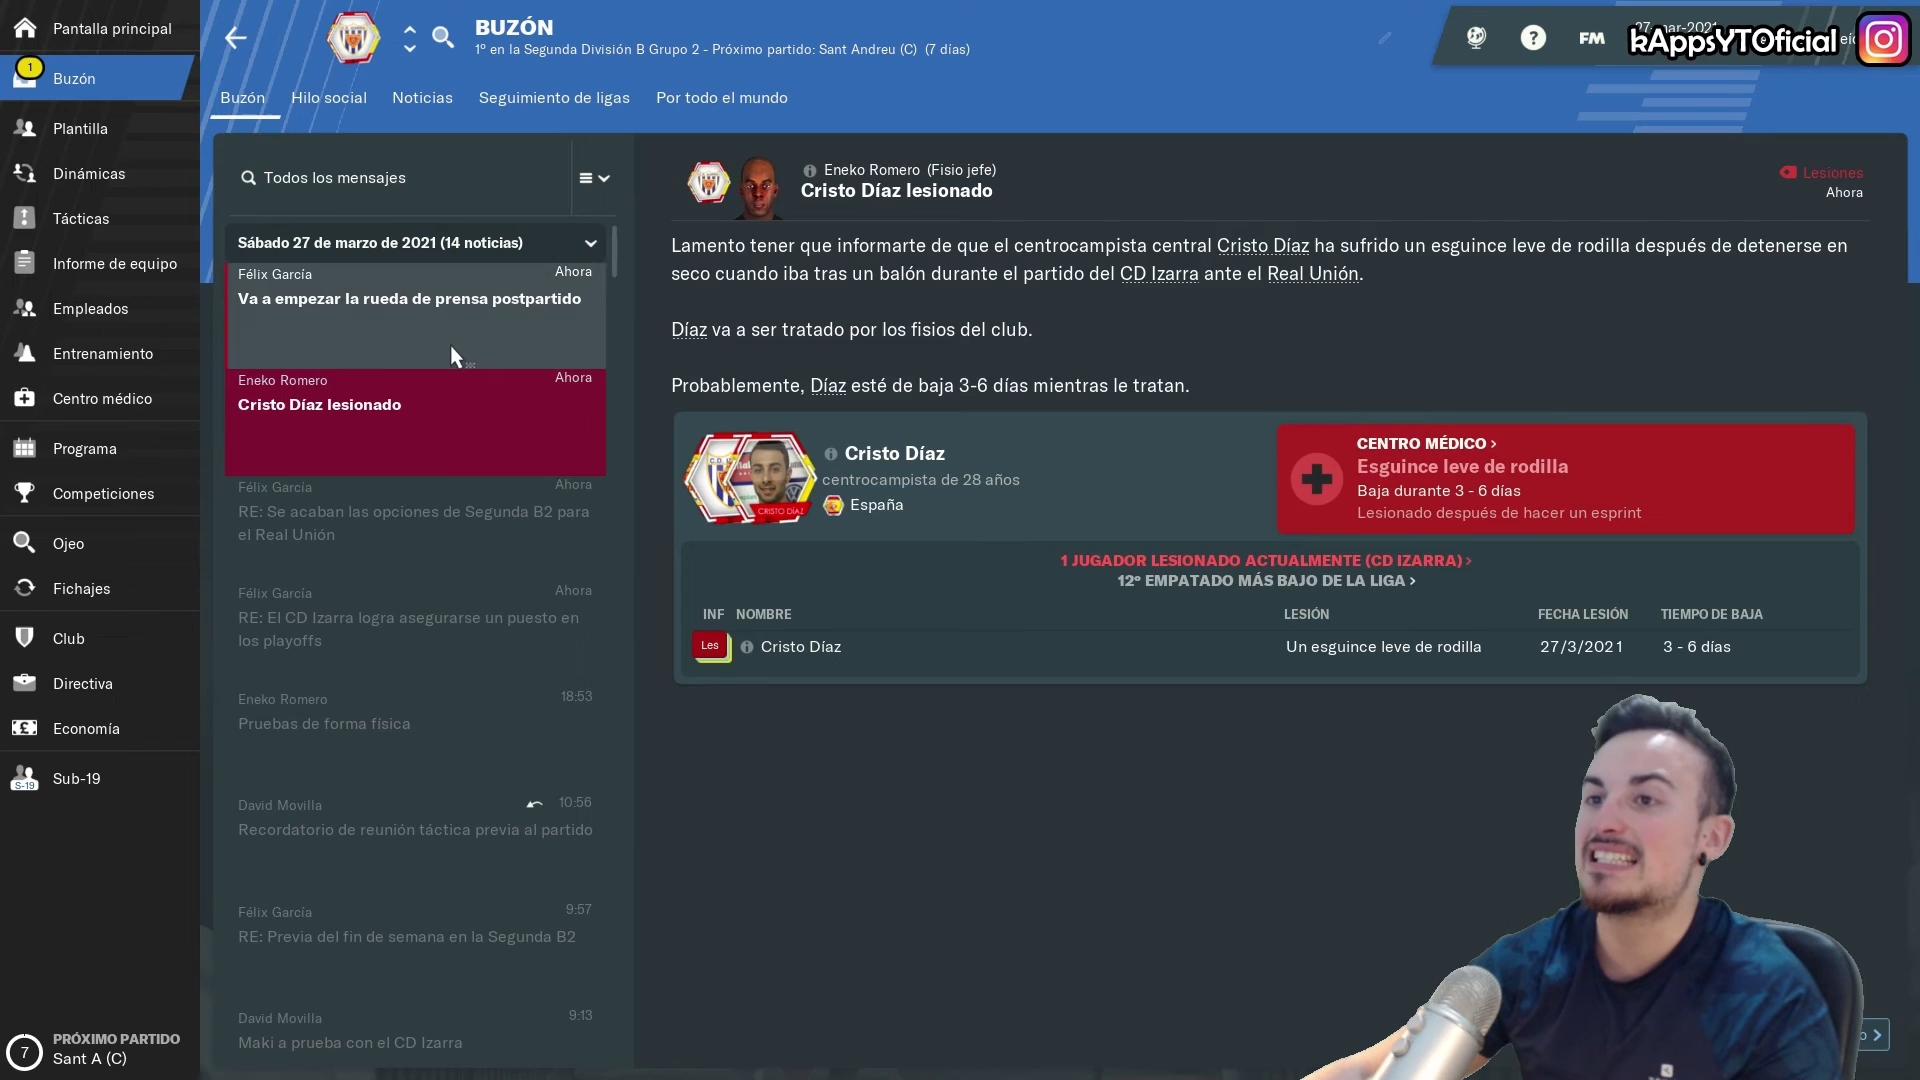 Pantalla principal
1
Buzón
Plantilla
Dinámicas
Tácticas
Informe de equipo
Empleados
Entrenamiento
Centro médico
Programa
Competiciones
Ojeo
Fichajes
Club
Directiva
Economía
S-19
Sub-19
7
PRÓXIMO PARTIDO
Sant A (C)
BUZÓN
1º en la Segunda División B Grupo 2 - Próximo partido: Sant Andreu (C) (7 días)
FM
27 mar-2021
kAppsYTOficial
Buzón
Hilo social
Noticias
Seguimiento de ligas
Por todo el mundo
Todos los mensajes
Sábado 27 de marzo de 2021 (14 noticias)
Félix García
Ahora
Va a empezar la rueda de prensa postpartido
Eneko Romero
Ahora
Cristo Díaz lesionado
Félix García
Ahora
RE: Se acaban las opciones de Segunda B2 para
el Real Unión
Félix García
Ahora
RE: El CD Izarra logra asegurarse un puesto en
los playoffs
Eneko Romero
18:53
Pruebas de forma física
David Movilla
10:56
Recordatorio de reunión táctica previa al partido
Félix García
9:57
RE: Previa del fin de semana en la Segunda B2
David Movilla
9:13
Maki a prueba con el CD Izarra
Eneko Romero (Fisio jefe)
Cristo Díaz lesionado
Lesiones
Ahora
Lamento tener que informarte de que el centrocampista central Cristo Díaz ha sufrido un esguince leve de rodilla después de detenerse en
seco cuando iba tras un balón durante el partido del CD Izarra ante el Real Unión.
Díaz va a ser tratado por los fisios del club.
Probablemente, Díaz esté de baja 3-6 días mientras le tratan.
CRISTO DÍAZ
Cristo Díaz
centrocampista de 28 años
España
CENTRO MÉDICO >
Esguince leve de rodilla
Baja durante 3 - 6 días
Lesionado después de hacer un esprint
1 JUGADOR LESIONADO ACTUALMENTE (CD IZARRA) >
12º EMPATADO MÁS BAJO DE LA LIGA >
INF NOMBRE LESIÓN FECHA LESIÓN TIEMPO DE BAJA
Les Cristo Díaz Un esguince leve de rodilla 27/3/2021 3 - 6 días